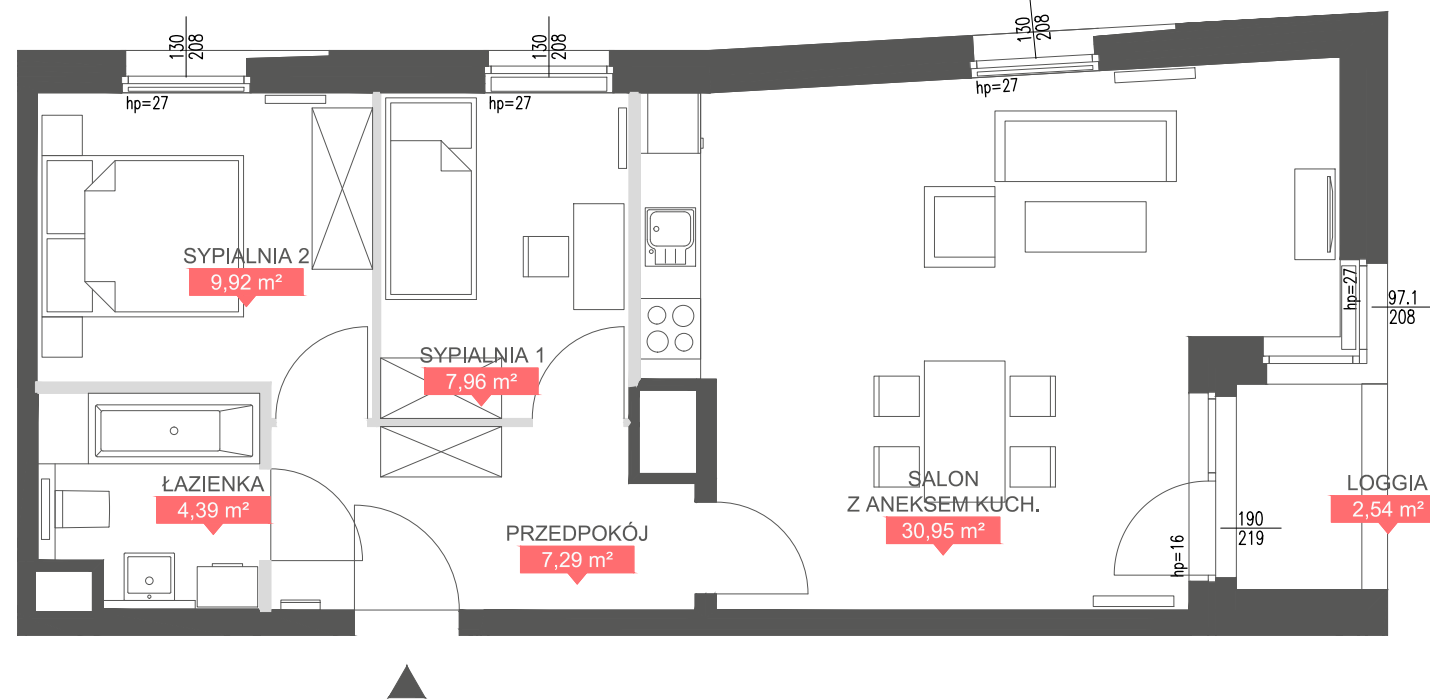 130
208
130
208
130
208
hp=27
hp=27
hp=27
SYPIALNIA 2
9,92 m²
hp=27
97.1
208
SYPIALNIA 1
7,96 m²
ŁAZIENKA
4,39 m²
SALON
Z ANEKSEM KUCH.
30,95 m²
LOGGIA
2,54 m²
PRZEDPOKÓJ
7,29 m²
190
219
hp=16